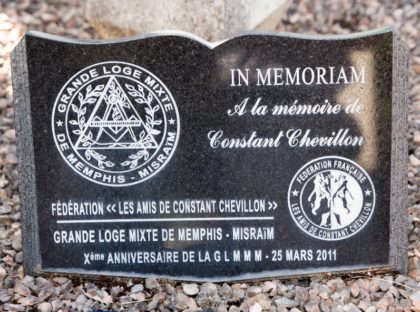 GRANDE LOGE MIXTE
DE MEMPHIS - MISRAÏM
IN MEMORIAM
A la mémoire de
Constant Chevillon
FÉDÉRATION FRANÇAISE
LES AMIS DE CONSTANT CHEVILLON
FÉDÉRATION << LES AMIS DE CONSTANT CHEVILLON >>
GRANDE LOGE MIXTE DE MEMPHIS - MISRAÏM
Xème ANNIVERSAIRE DE LA G L M M M - 25 MARS 2011